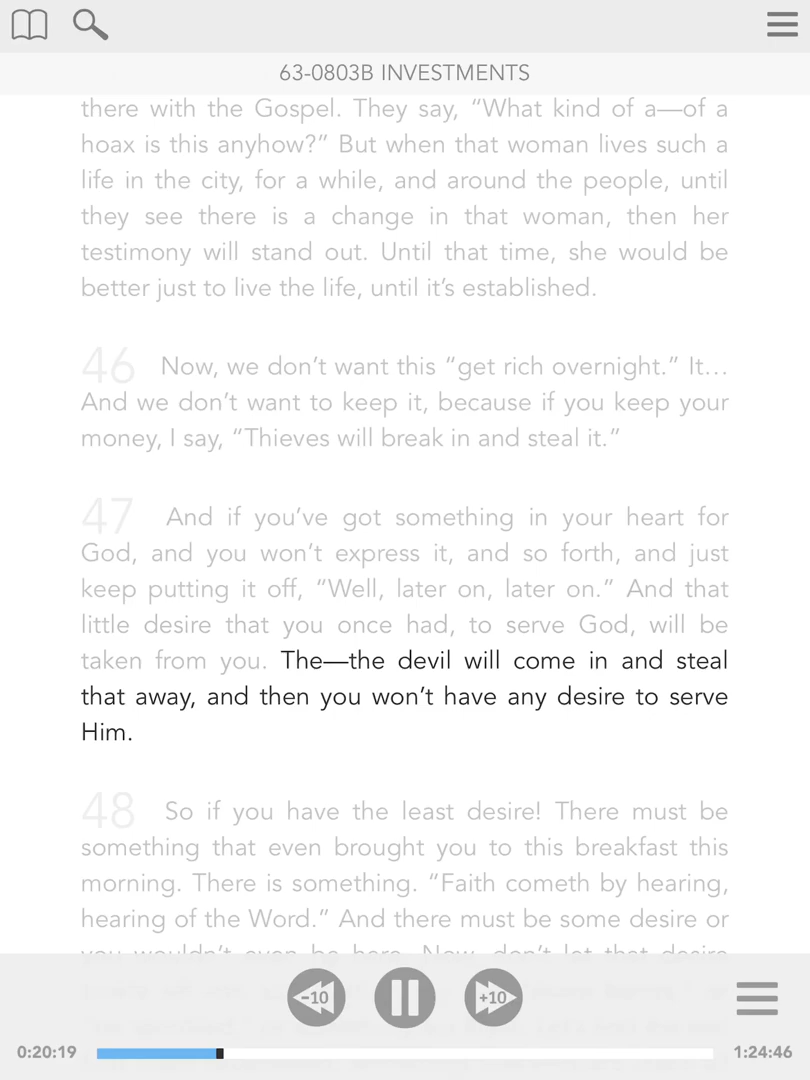 63-0803B INVESTMENTS
there with the Gospel. They say, “What kind of a—of a
hoax is this anyhow?” But when that woman lives such a
life in the city, for a while, and around the people, until
they see there is a change in that woman, then her
testimony will stand out. Until that time, she would be
better just to live the life, until it’s established.
46 Now, we don’t want this “get rich overnight.” It…
And we don’t want to keep it, because if you keep your
money, I say, “Thieves will break in and steal it.”
47 And if you’ve got something in your heart for
God, and you won’t express it, and so forth, and just
keep putting it off, “Well, later on, later on.” And that
little desire that you once had, to serve God, will be
taken from you. The—the devil will come in and steal
that away, and then you won’t have any desire to serve
Him.
48 So if you have the least desire! There must be
something that even brought you to this breakfast this
morning. There is something. “Faith cometh by hearing,
hearing of the Word.” And there must be some desire or
you wouldn’t even be here. Now, don’t let that desire
-10 +10
0:20:19 1:24:46